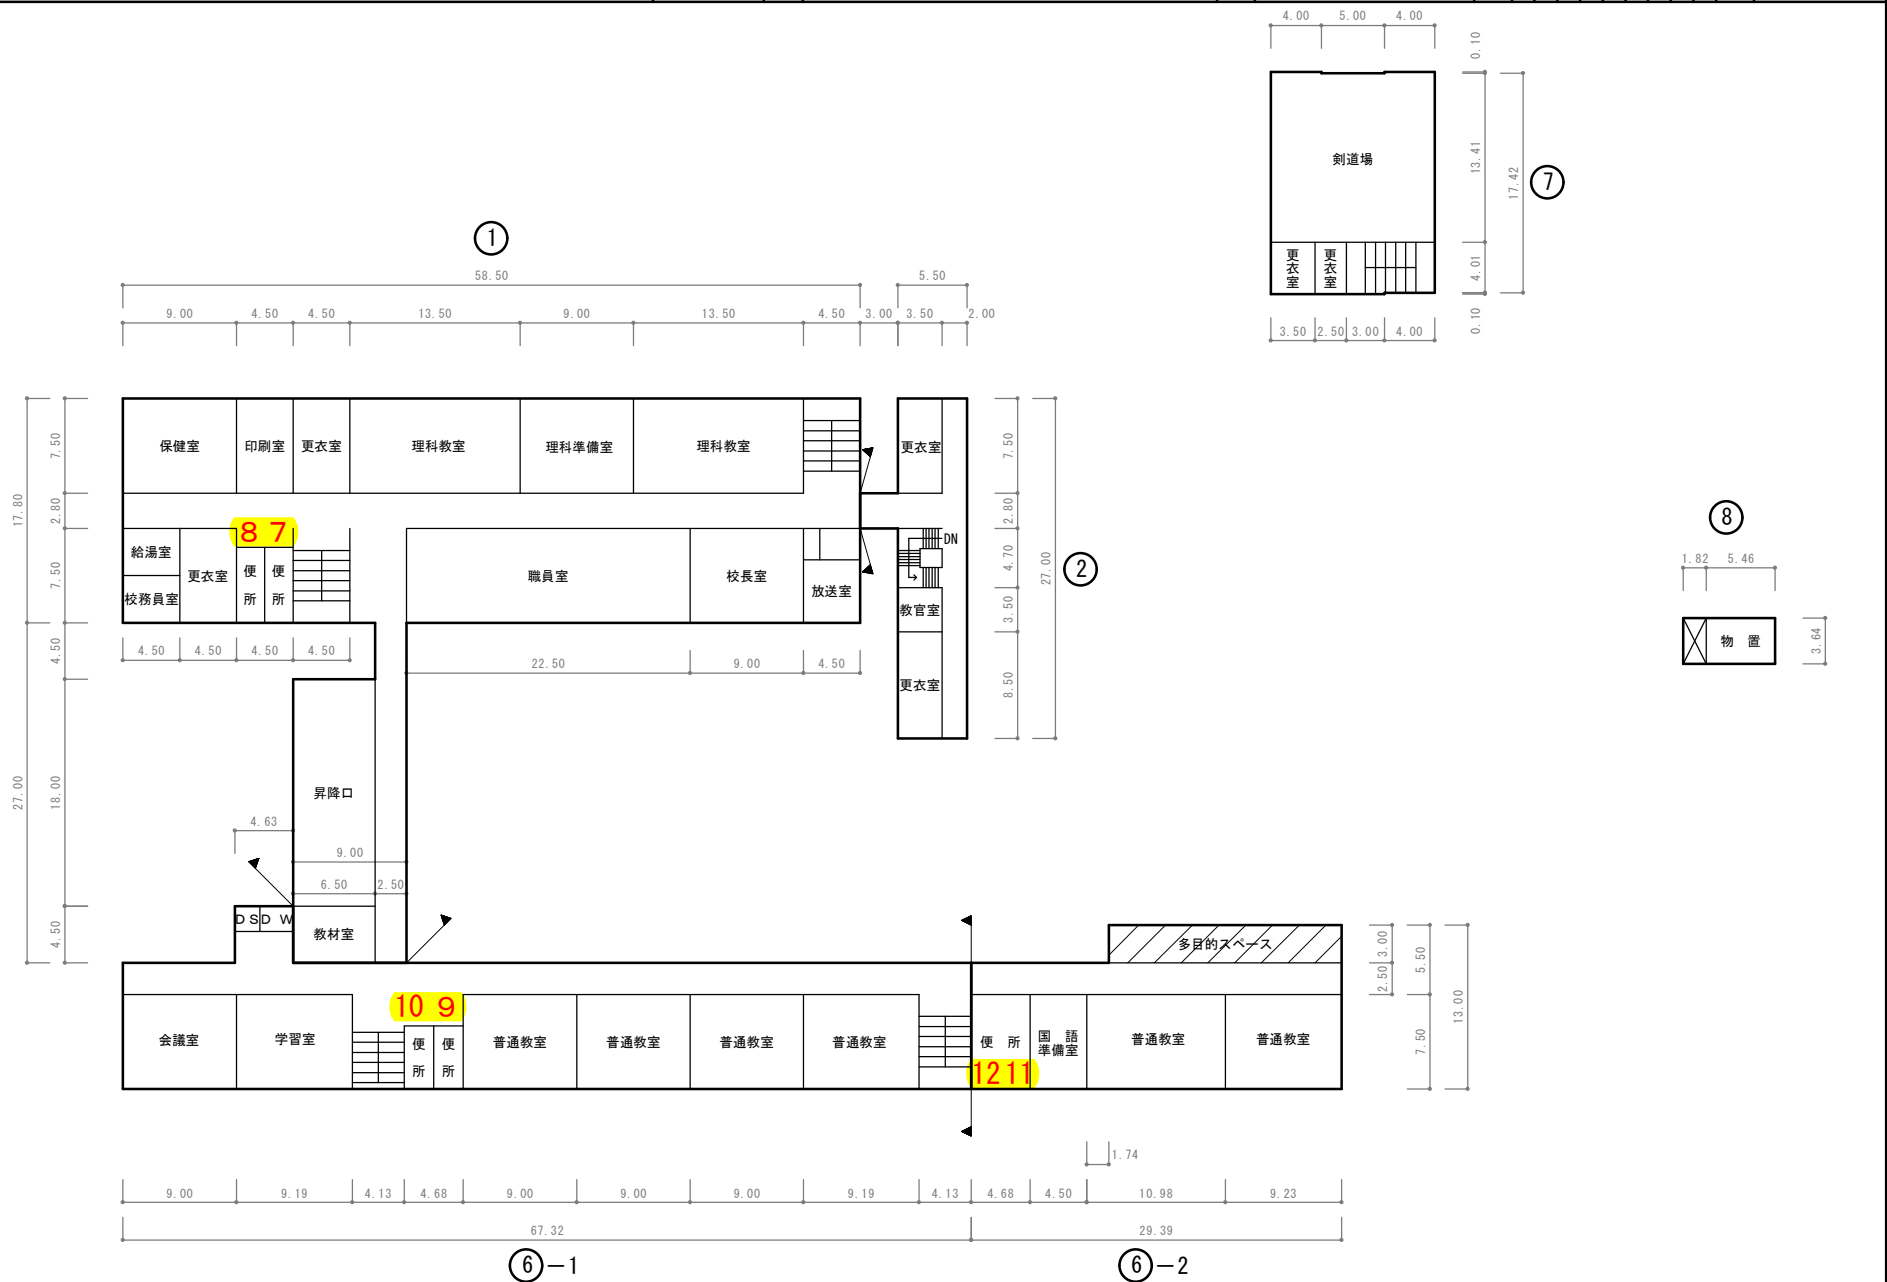 4.00 5.00 4.00
0.10
剣道場
13.41
17.42
⑦
更衣室 更衣室
4.01
0.10
3.50 2.50 3.00 4.00
①
58.50 5.50
9.00 4.50 4.50 13.50 9.00 13.50 4.50 3.00 3.50 2.00
7.50
保健室 印刷室 更衣室 理科教室 理科準備室 理科教室 更衣室
7.50
17.80
2.80
2.80
8 7
DN
給湯室 更衣室 便所 便所 職員室 校長室 放送室
7.50
4.70
27.00
②
校務員室
教官室
3.50
4.50 4.50 4.50 4.50
22.50 9.00 4.50
4.50
更衣室
8.50
⑧
1.82 5.46
物 置
3.64
27.00
18.00
昇降口
4.63
9.00
6.50 2.50
DS DW
教材室
4.50
多目的スペース
3.00
2.50
5.50
13.00
7.50
10 9
会議室 学習室 便所 便所 普通教室 普通教室 普通教室 普通教室 便 所 国語準備室 普通教室 普通教室
12 11
1.74
9.00 9.19 4.13 4.68 9.00 9.00 9.00 9.19 4.13 4.68 4.50 10.98 9.23
67.32 29.39
⑥-1 ⑥-2